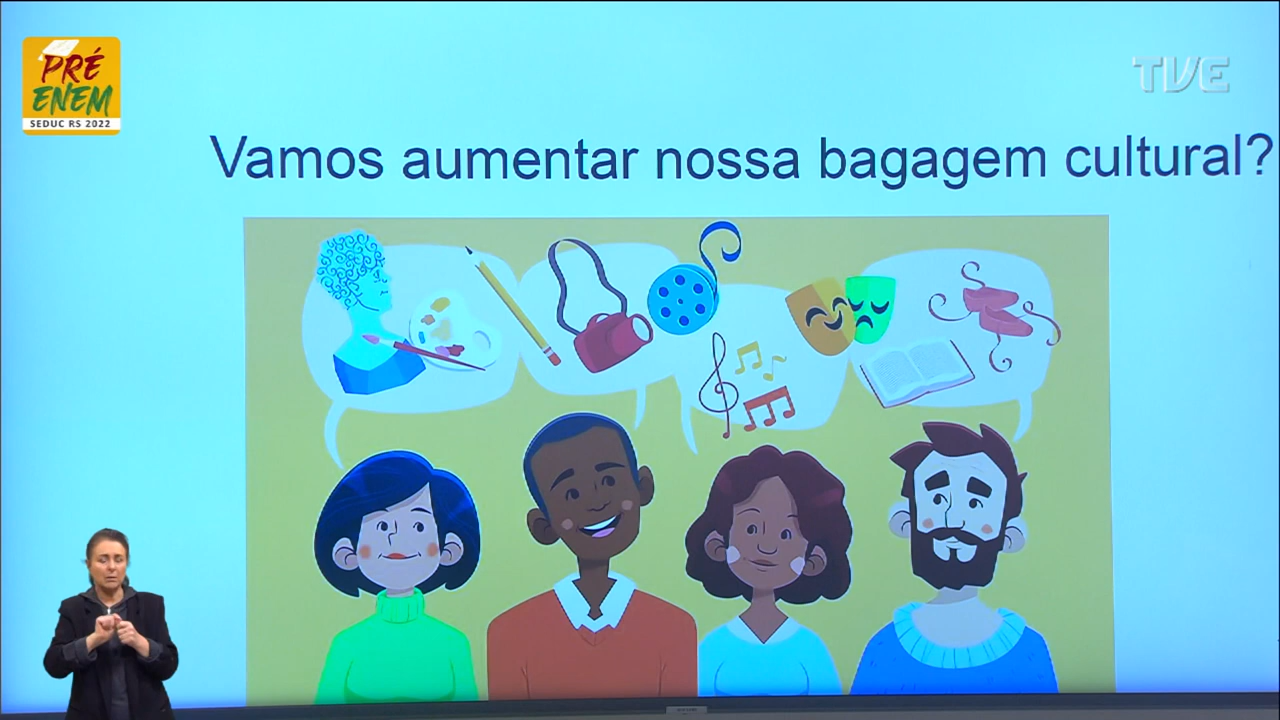 PRÉ
ENEM
SEDUC RS 2022
TVE
Vamos aumentar nossa bagagem cultural?